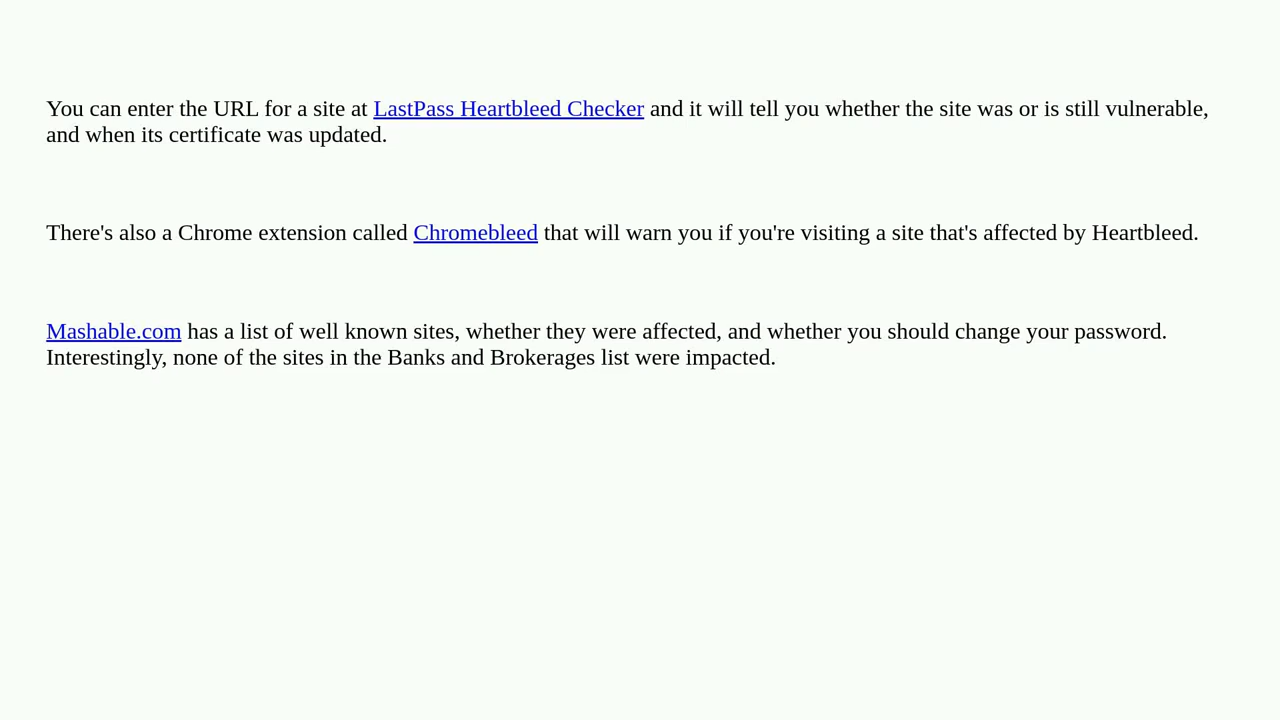 You can enter the URL for a site at LastPass Heartbleed Checker and it will tell you whether the site was or is still vulnerable,
and when its certificate was updated.
There's also a Chrome extension called Chromebleed that will warn you if you're visiting a site that's affected by Heartbleed.
Mashable.com has a list of well known sites, whether they were affected, and whether you should change your password.
Interestingly, none of the sites in the Banks and Brokerages list were impacted.